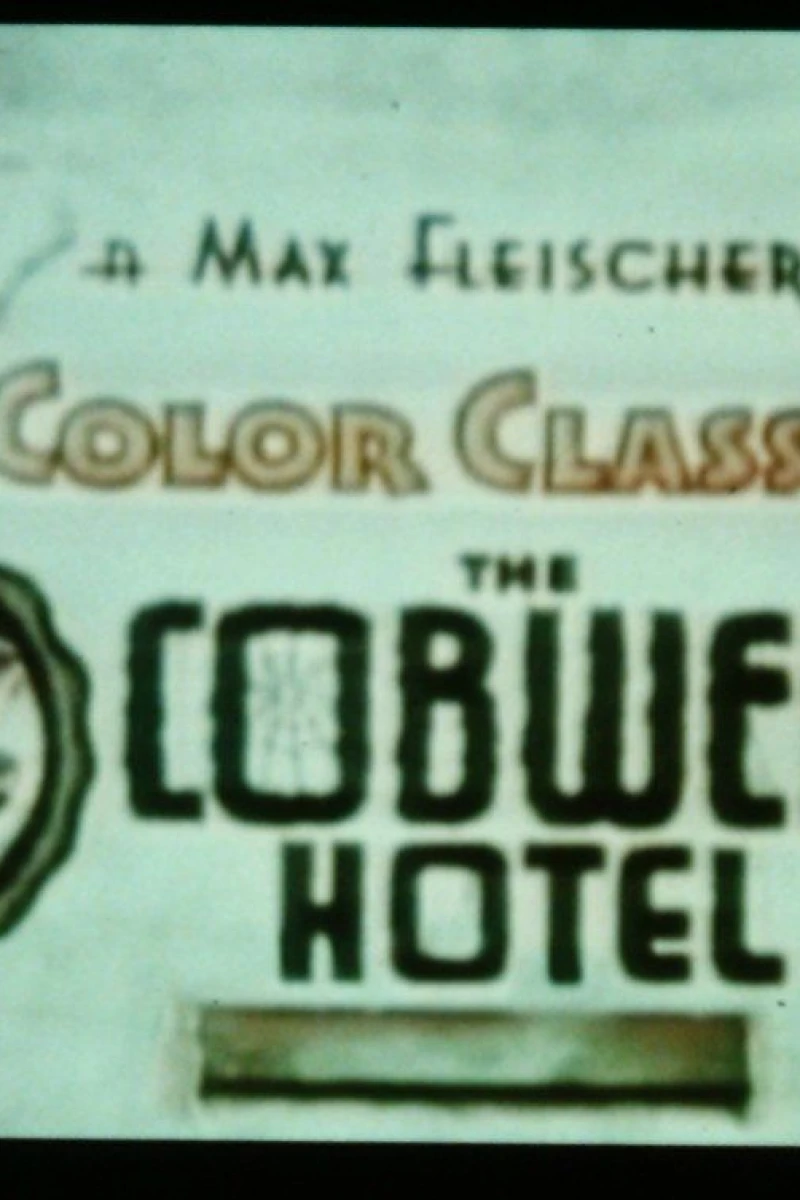 A MAX FLEISCHER
COLOR CLASS
THE
COBWE
HOTEL